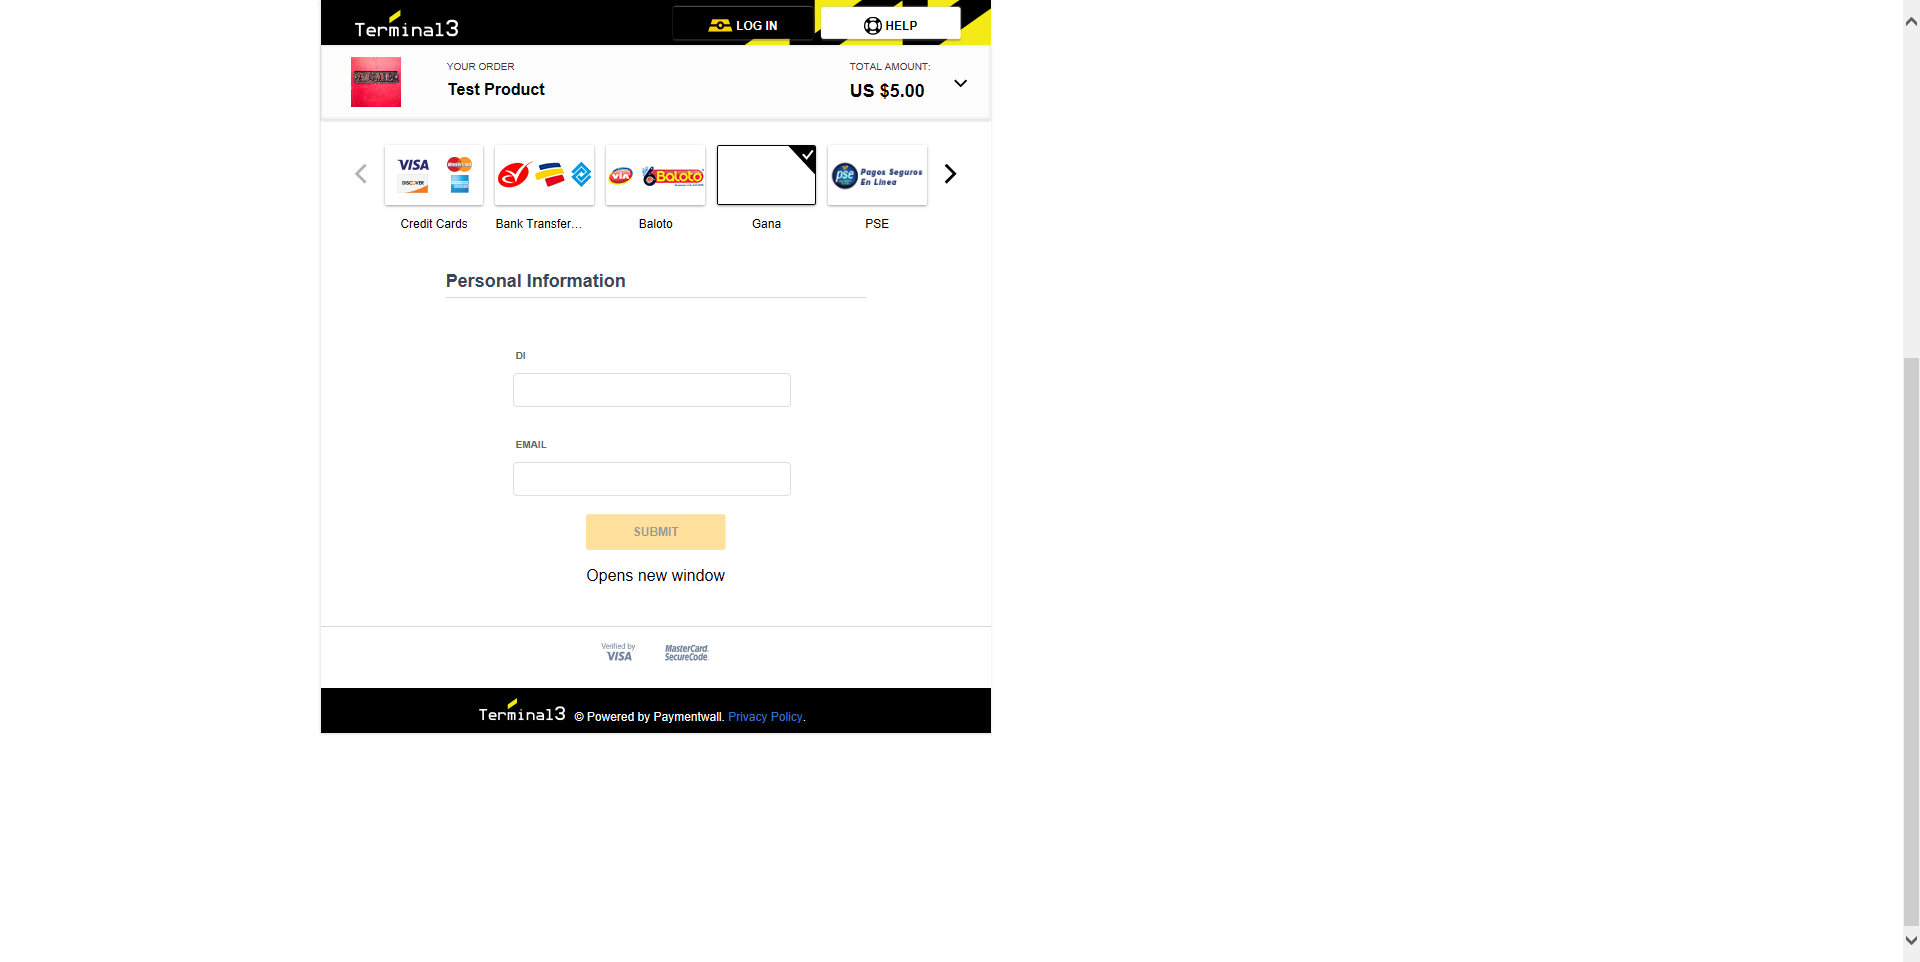 Terminal3
LOG IN
HELP
YOUR ORDER
Test Product
TOTAL AMOUNT:
US $5.00
VISA
MasterCard
DISCOVER
VIA
Baloto
pse Pagos Seguros
En Linea
Credit Cards
Bank Transfer...
Baloto
Gana
PSE
Personal Information
DI
EMAIL
SUBMIT
Opens new window
Verified by
VISA
MasterCard.
SecureCode.
Terminal3 © Powered by Paymentwall. Privacy Policy.